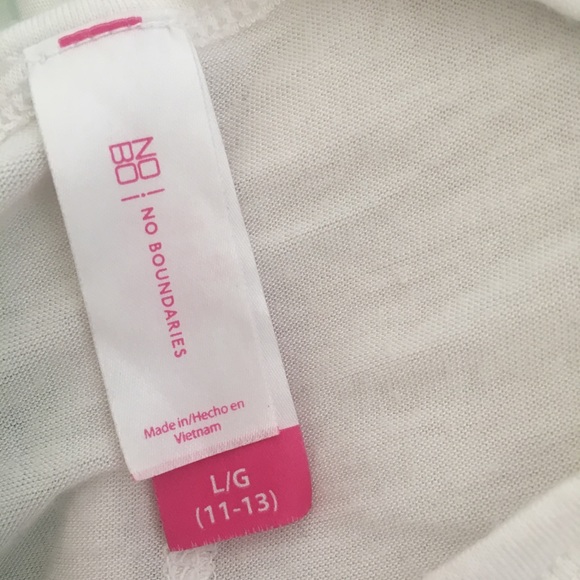 NO
BO
NO BOUNDARIES
Made in/Hecho en
Vietnam
L/G
(11-13)